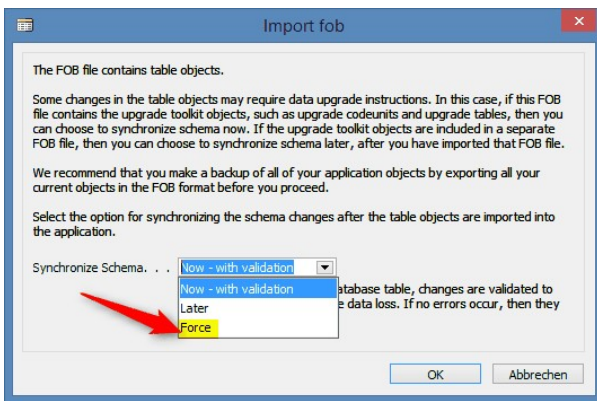 Import fob
The FOB file contains table objects.
Some changes in the table objects may require data upgrade instructions. In this case, if this FOB
file contains the upgrade toolkit objects, such as upgrade codeunits and upgrade tables, then you
can choose to synchronize schema now. If the upgrade toolkit objects are included in a separate
FOB file, then you can choose to synchronize schema later, after you have imported that FOB file.
We recommend that you make a backup of all of your application objects by exporting all your
current objects in the FOB format before you proceed.
Select the option for synchronizing the schema changes after the table objects are imported into
the application.
Synchronize Schema. . . Now - with validation
Now - with validation atabase table, changes are validated to
Later e data loss. If no errors occur, then they
Force
OK Abbrechen